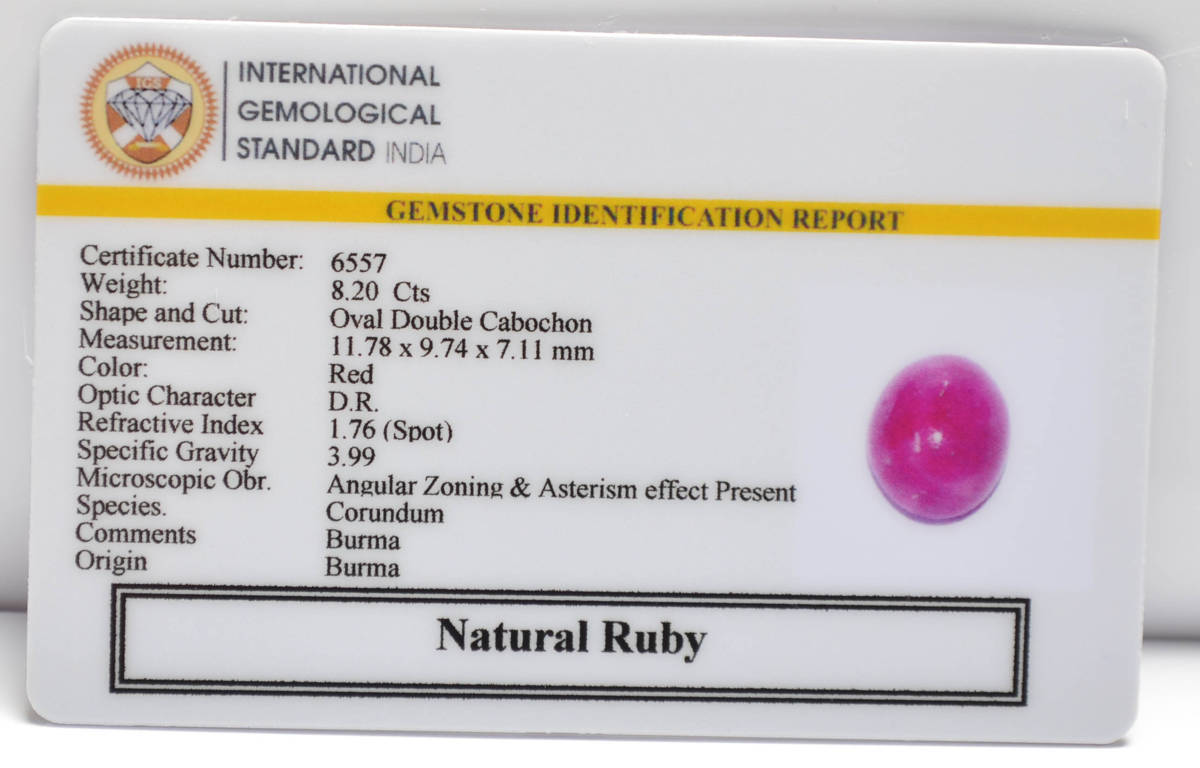 IGS
INTERNATIONAL
GEMOLOGICAL
STANDARD INDIA
GEMSTONE IDENTIFICATION REPORT
Certificate Number: 6557
Weight: 8.20 Cts
Shape and Cut: Oval Double Cabochon
Measurement: 11.78 x 9.74 x 7.11 mm
Color: Red
Optic Character D.R.
Refractive Index 1.76 (Spot)
Specific Gravity 3.99
Microscopic Obr. Angular Zoning & Asterism effect Present
Species. Corundum
Comments Burma
Origin Burma
Natural Ruby